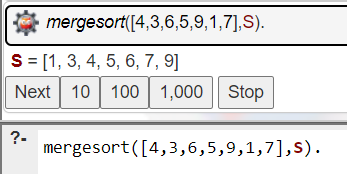 mergesort([4,3,6,5,9,1,7],S).
S = [1, 3, 4, 5, 6, 7, 9]
Next 10 100 1,000 Stop
?- mergesort([4,3,6,5,9,1,7],S).